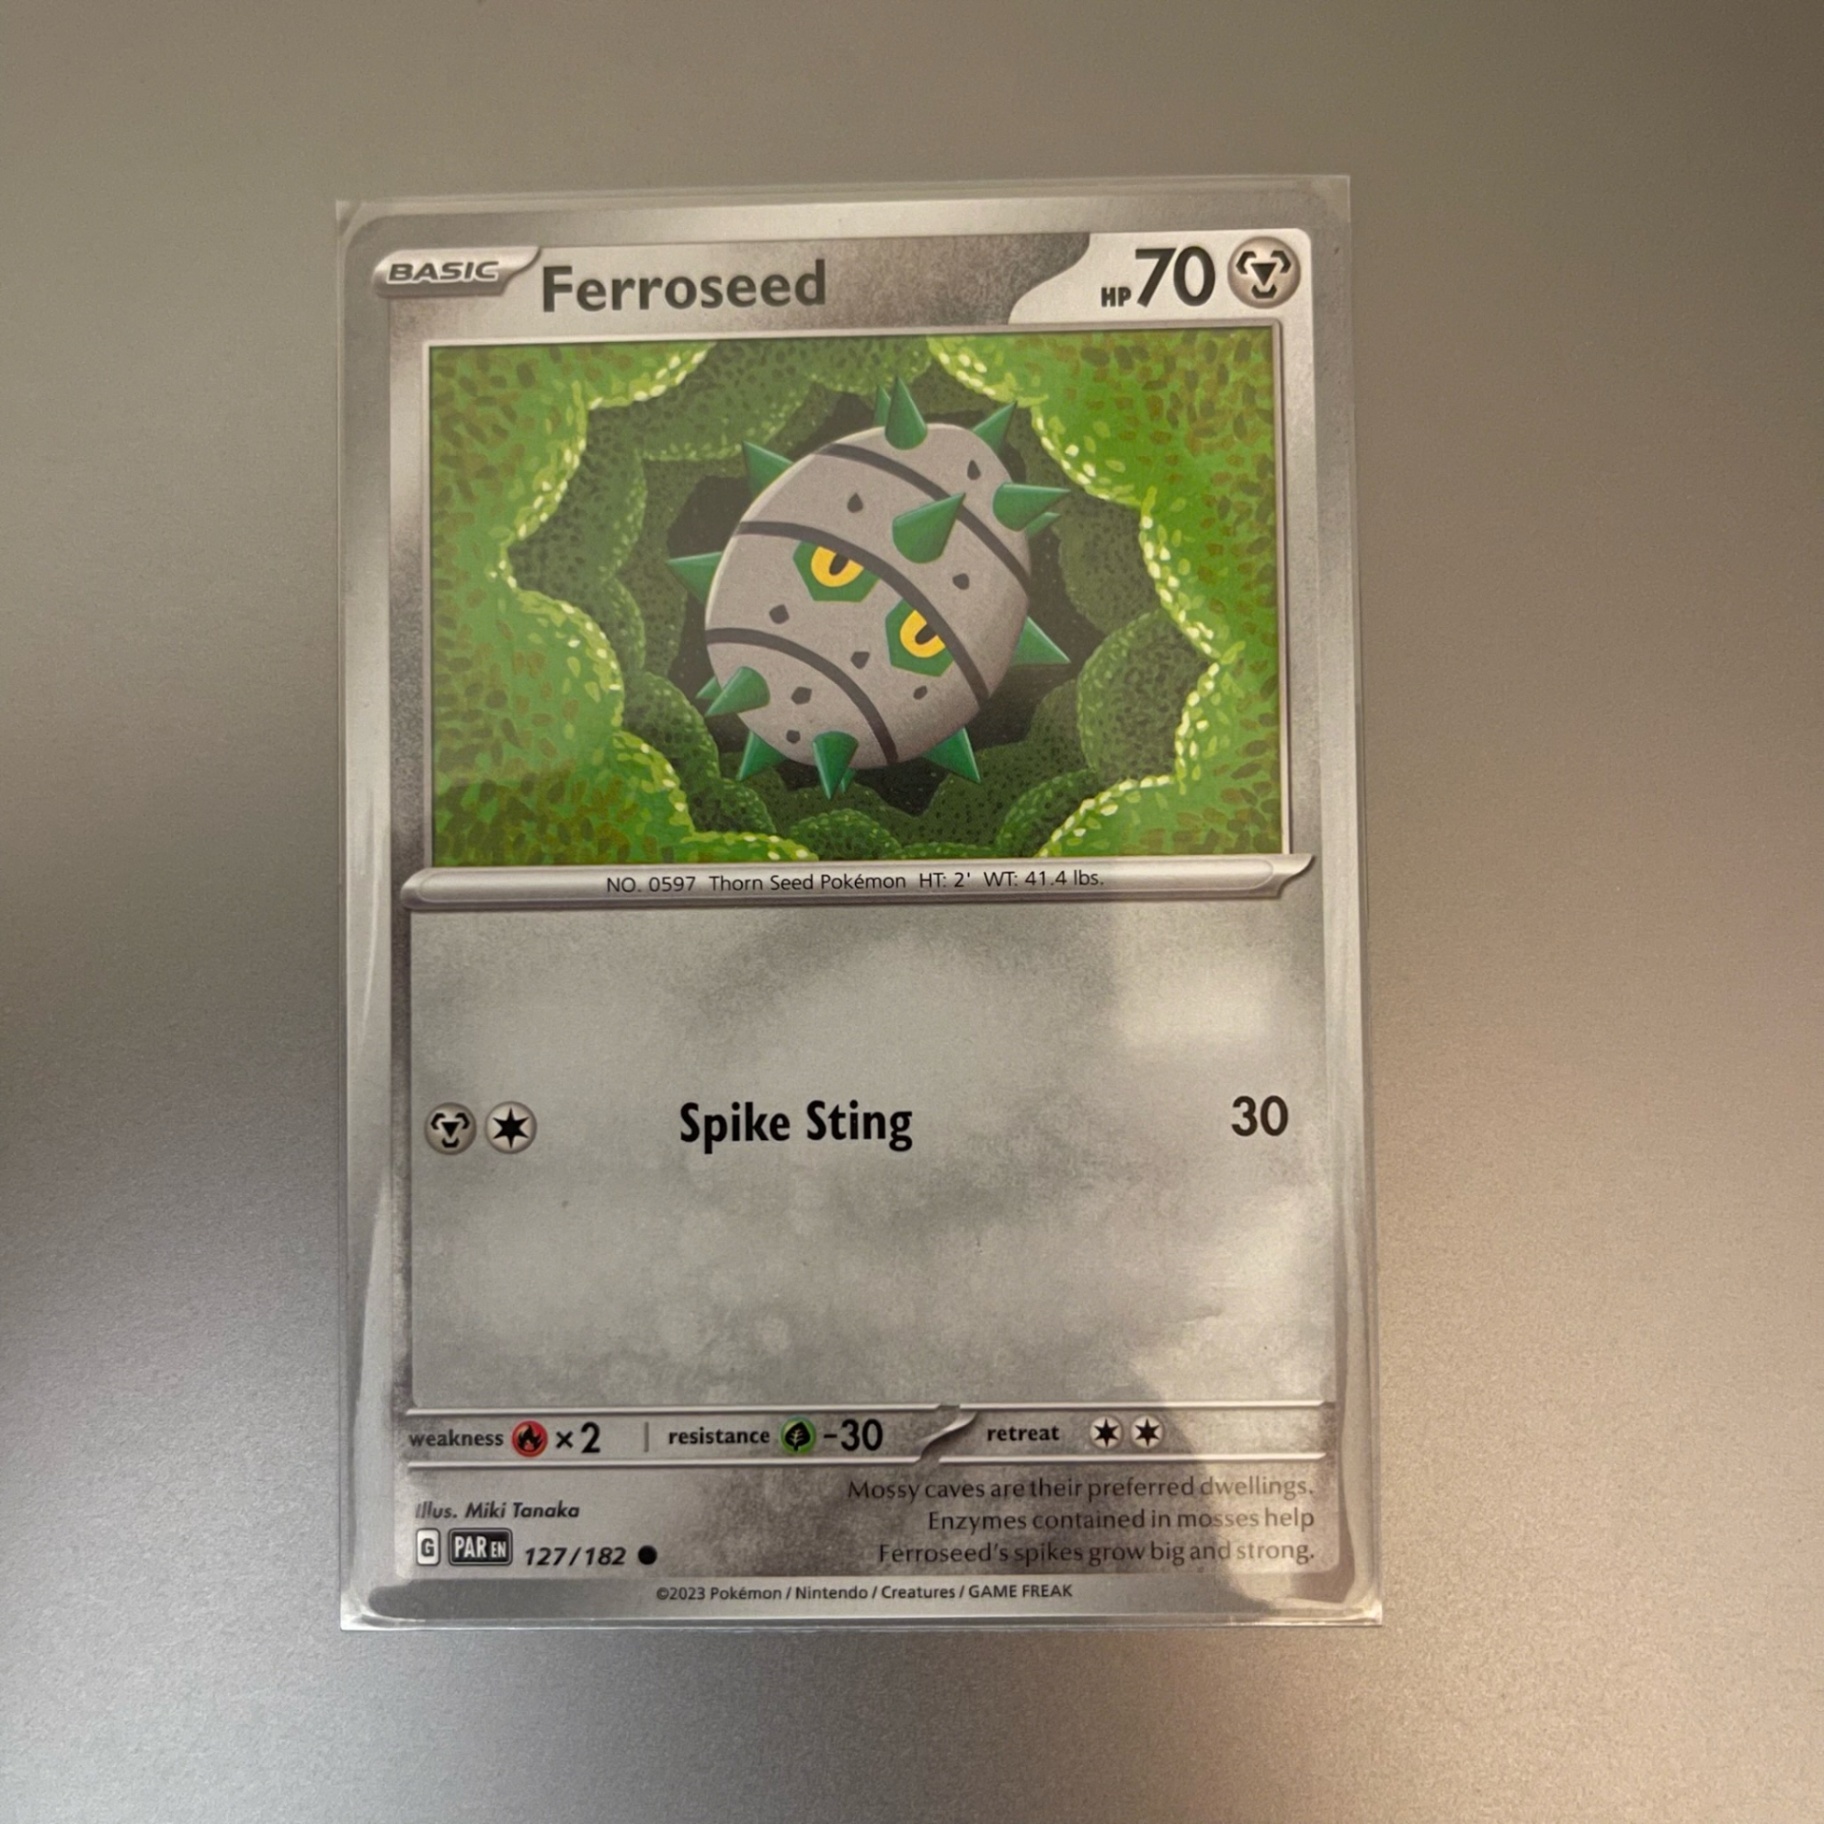 BASIC Ferroseed HP 70
NO. 0597 Thorn Seed Pokémon HT: 2' WT: 41.4 lbs.
Spike Sting 30
weakness ×2 | resistance -30 retreat
Mossy caves are their preferred dwellings.
Enzymes contained in mosses help
Ferroseed's spikes grow big and strong.
Illus. Miki Tanaka
G PAR EN 127/182
©2023 Pokémon / Nintendo / Creatures / GAME FREAK